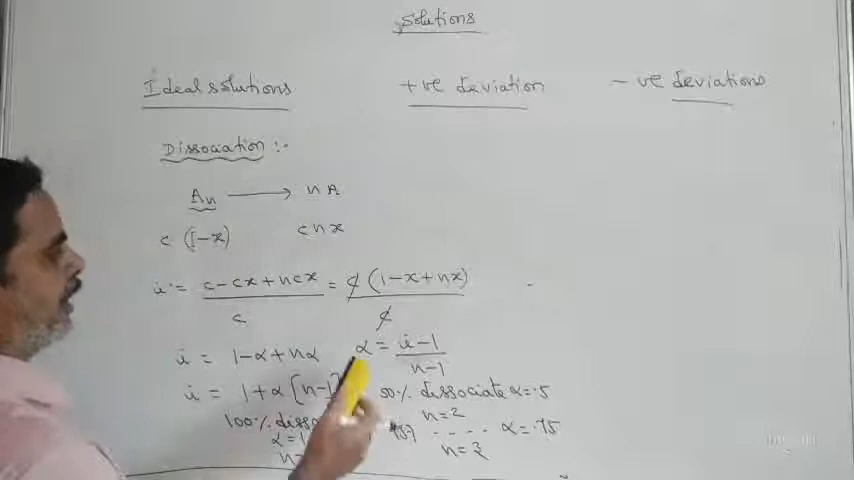 Solutions
Ideal solutions +ve deviation -ve deviations
Dissociation :-
An → nA
c (1-x) cnx
i = c-cx+ncx / c = c(1-x+nx) / c
i = 1-α+nα α = i-1 / n-1
i = 1+α[n-1] 50% dissociate α=.5
100% disso n=2
α=1 .... α=.75
n= n=3